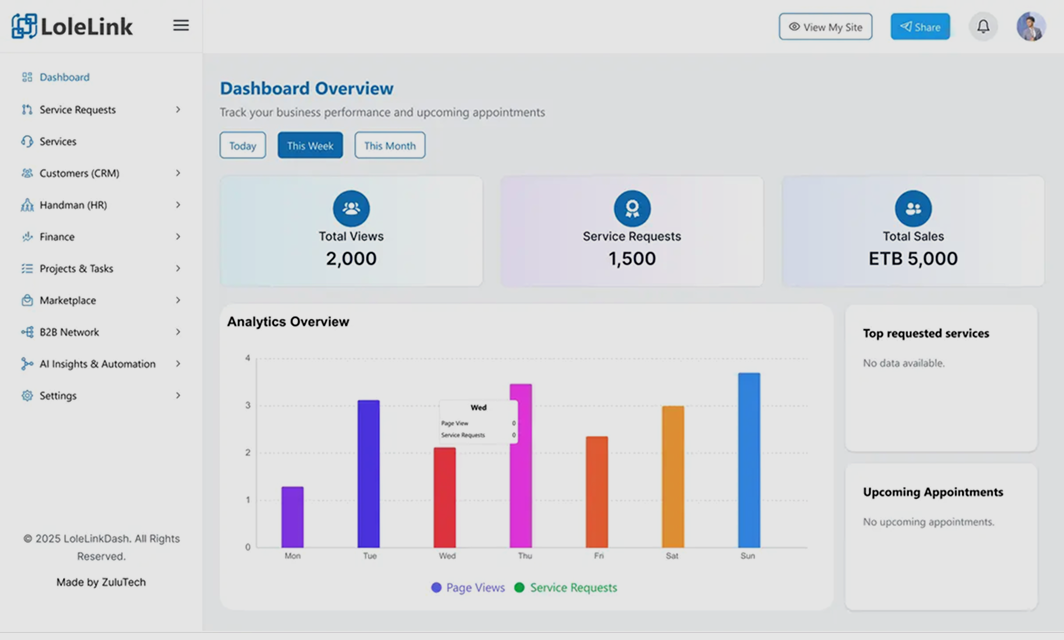 LoleLink
View My Site
Share
Dashboard
Service Requests
Services
Customers (CRM)
Handman (HR)
Finance
Projects & Tasks
Marketplace
B2B Network
AI Insights & Automation
Settings
© 2025 LoleLinkDash. All Rights
Reserved.
Made by ZuluTech
Dashboard Overview
Track your business performance and upcoming appointments
Today
This Week
This Month
Total Views
2,000
Service Requests
1,500
Total Sales
ETB 5,000
Analytics Overview
4
3
2
1
0
Wed
Page View 0
Service Requests 0
Mon Tue Wed Thu Fri Sat Sun
Page Views Service Requests
Top requested services
No data available.
Upcoming Appointments
No upcoming appointments.